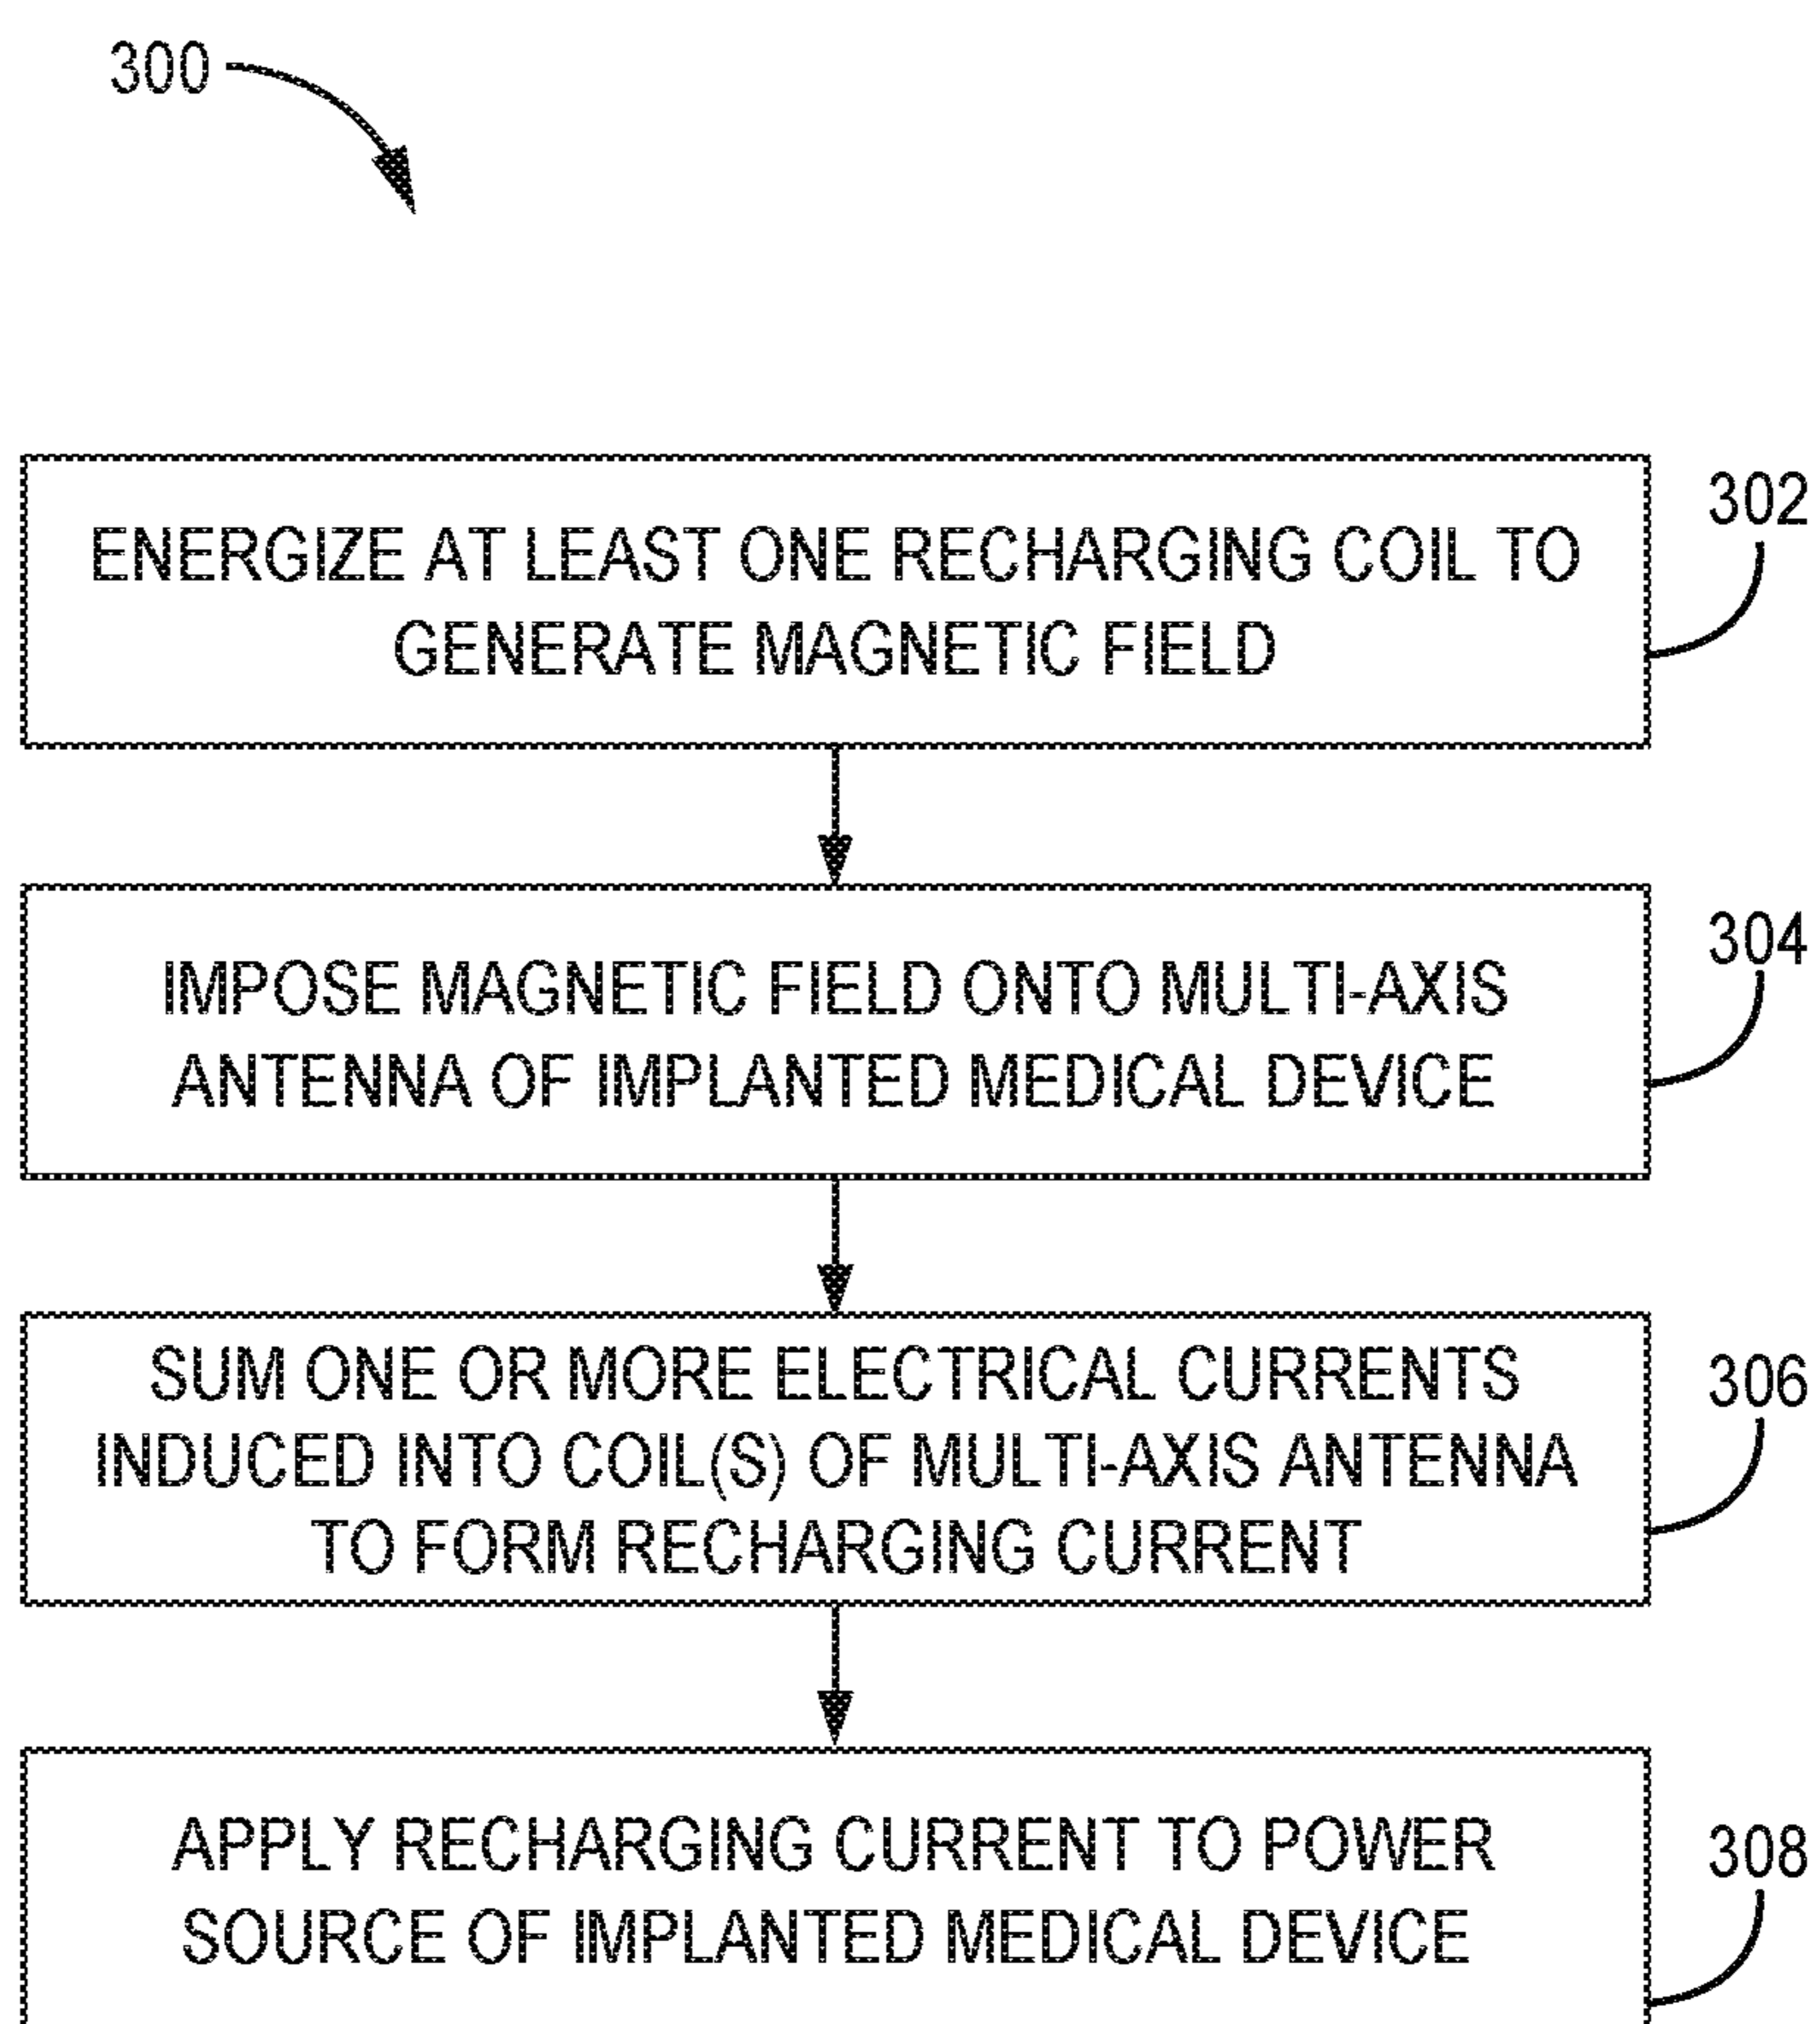 300
302
ENERGIZE AT LEAST ONE RECHARGING COIL TO
GENERATE MAGNETIC FIELD
304
IMPOSE MAGNETIC FIELD ONTO MULTI-AXIS
ANTENNA OF IMPLANTED MEDICAL DEVICE
306
SUM ONE OR MORE ELECTRICAL CURRENTS
INDUCED INTO COIL(S) OF MULTI-AXIS ANTENNA
TO FORM RECHARGING CURRENT
308
APPLY RECHARGING CURRENT TO POWER
SOURCE OF IMPLANTED MEDICAL DEVICE